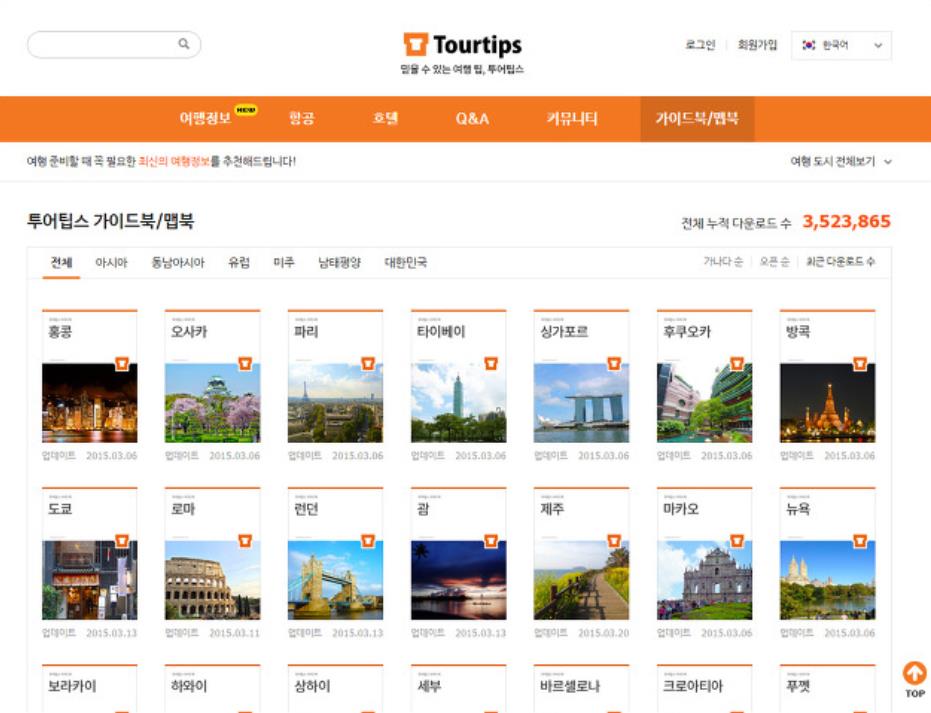 Tourtips
믿을 수 있는 여행 팁, 투어팁스
로그인 회원가입 한국어
여행정보 NEW 항공 호텔 Q&A 커뮤니티 가이드북/맵북
여행 준비할 때 꼭 필요한 최신의 여행정보를 추천해드립니다! 여행 도시 전체보기
투어팁스 가이드북/맵북 전체 누적 다운로드 수 3,523,865
전체 아시아 동남아시아 유럽 미주 남태평양 대한민국 가나다 순 오픈 순 최근 다운로드 수
홍콩 오사카 파리 타이베이 싱가포르 후쿠오카 방콕
업데이트 2015.03.06 업데이트 2015.03.06 업데이트 2015.03.06 업데이트 2015.03.06 업데이트 2015.03.06 업데이트 2015.03.06 업데이트 2015.03.06
도쿄 로마 런던 괌 제주 마카오 뉴욕
업데이트 2015.03.13 업데이트 2015.03.11 업데이트 2015.03.13 업데이트 2015.03.13 업데이트 2015.03.20 업데이트 2015.03.06 업데이트 2015.03.06
보라카이 하와이 상하이 세부 바르셀로나 크로아티아 푸껫
TOP